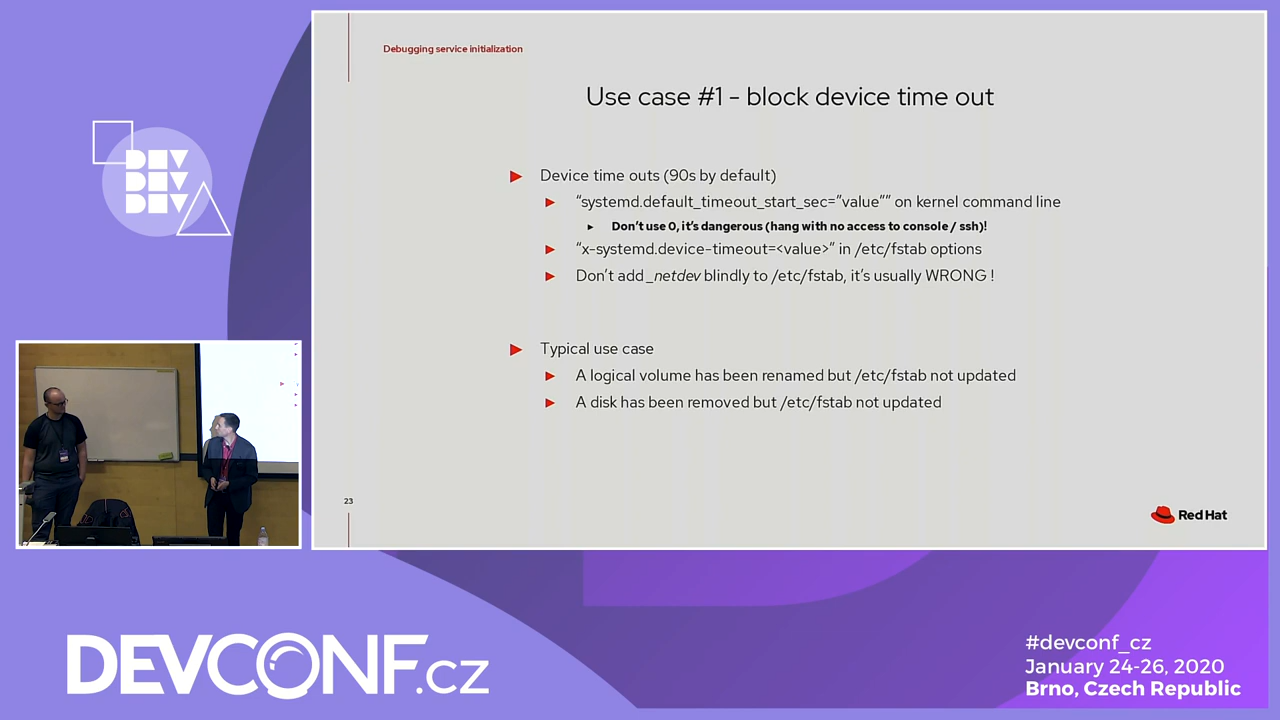 Debugging service initialization
Use case #1 - block device time out
Device time outs (90s by default)
“systemd.default_timeout_start_sec=”value”” on kernel command line
Don’t use 0, it’s dangerous (hang with no access to console / ssh)!
“x-systemd.device-timeout=<value>” in /etc/fstab options
Don’t add _netdev blindly to /etc/fstab, it’s usually WRONG !
Typical use case
A logical volume has been renamed but /etc/fstab not updated
A disk has been removed but /etc/fstab not updated
23
Red Hat
DEV
DEV
DEV
DEVCONF.cz
#devconf_cz
January 24-26, 2020
Brno, Czech Republic